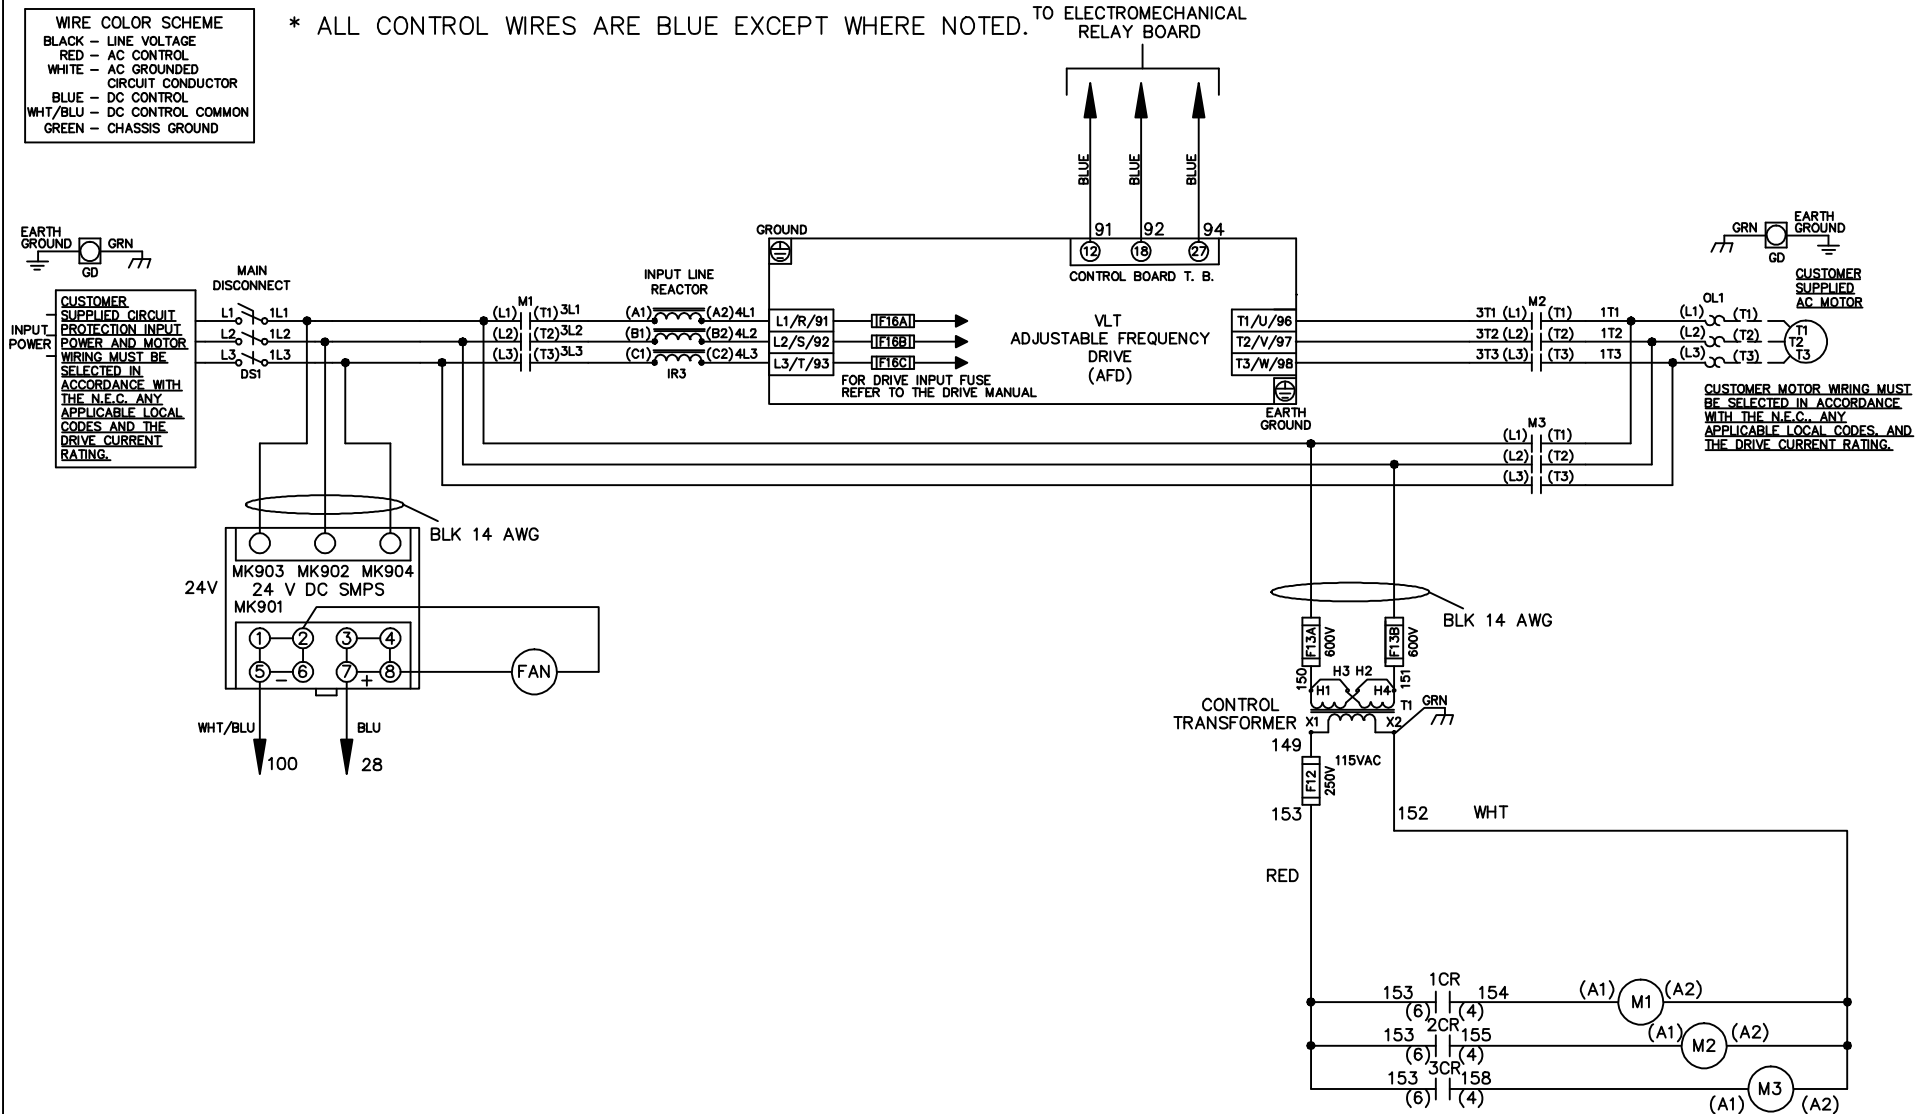 WIRE COLOR SCHEME
BLACK – LINE VOLTAGE
RED – AC CONTROL
WHITE – AC GROUNDED
CIRCUIT CONDUCTOR
BLUE – DC CONTROL
WHT/BLU – DC CONTROL COMMON
GREEN – CHASSIS GROUND
* ALL CONTROL WIRES ARE BLUE EXCEPT WHERE NOTED.
TO ELECTROMECHANICAL
RELAY BOARD
BLUE BLUE BLUE
91 92 94
12 18 27
CONTROL BOARD T. B.
EARTH
GROUND
GRN
GD
INPUT
POWER
CUSTOMER
SUPPLIED CIRCUIT
PROTECTION INPUT
POWER AND MOTOR
WIRING MUST BE
SELECTED IN
ACCORDANCE WITH
THE N.E.C. ANY
APPLICABLE LOCAL
CODES AND THE
DRIVE CURRENT
RATING.
MAIN
DISCONNECT
L1 1L1
L2 1L2
L3 1L3
DS1
M1
(L1) (T1) 3L1
(L2) (T2) 3L2
(L3) (T3) 3L3
INPUT LINE
REACTOR
(A1) (A2) 4L1
(B1) (B2) 4L2
(C1) (C2) 4L3
IR3
GROUND
L1/R/91 F16A
L2/S/92 F16B
L3/T/93 F16C
FOR DRIVE INPUT FUSE
REFER TO THE DRIVE MANUAL
VLT
ADJUSTABLE FREQUENCY
DRIVE
(AFD)
T1/U/96
T2/V/97
T3/W/98
EARTH
GROUND
M2
3T1 (L1) (T1) 1T1
3T2 (L2) (T2) 1T2
3T3 (L3) (T3) 1T3
OL1
(L1) (T1)
(L2) (T2)
(L3) (T3)
T1
T2
T3
GRN
EARTH
GROUND
GD
CUSTOMER
SUPPLIED
AC MOTOR
CUSTOMER MOTOR WIRING MUST
BE SELECTED IN ACCORDANCE
WITH THE N.E.C., ANY
APPLICABLE LOCAL CODES, AND
THE DRIVE CURRENT RATING.
M3
(L1) (T1)
(L2) (T2)
(L3) (T3)
BLK 14 AWG
MK903 MK902 MK904
24V
24 V DC SMPS
MK901
1 2 3 4
5 – 6 7 + 8
FAN
WHT/BLU BLU
100 28
BLK 14 AWG
F13A 600V F13B 600V
150 H3 H2 151
H1 H4
T1 GRN
CONTROL
TRANSFORMER
X1 X2
149
115VAC
F12 250V
153 152 WHT
RED
1CR
153 154 (A1) M1 (A2)
(6) (4)
2CR
153 155 (A1) M2 (A2)
(6) (4)
3CR
153 158 M3
(6) (4) (A1) (A2)